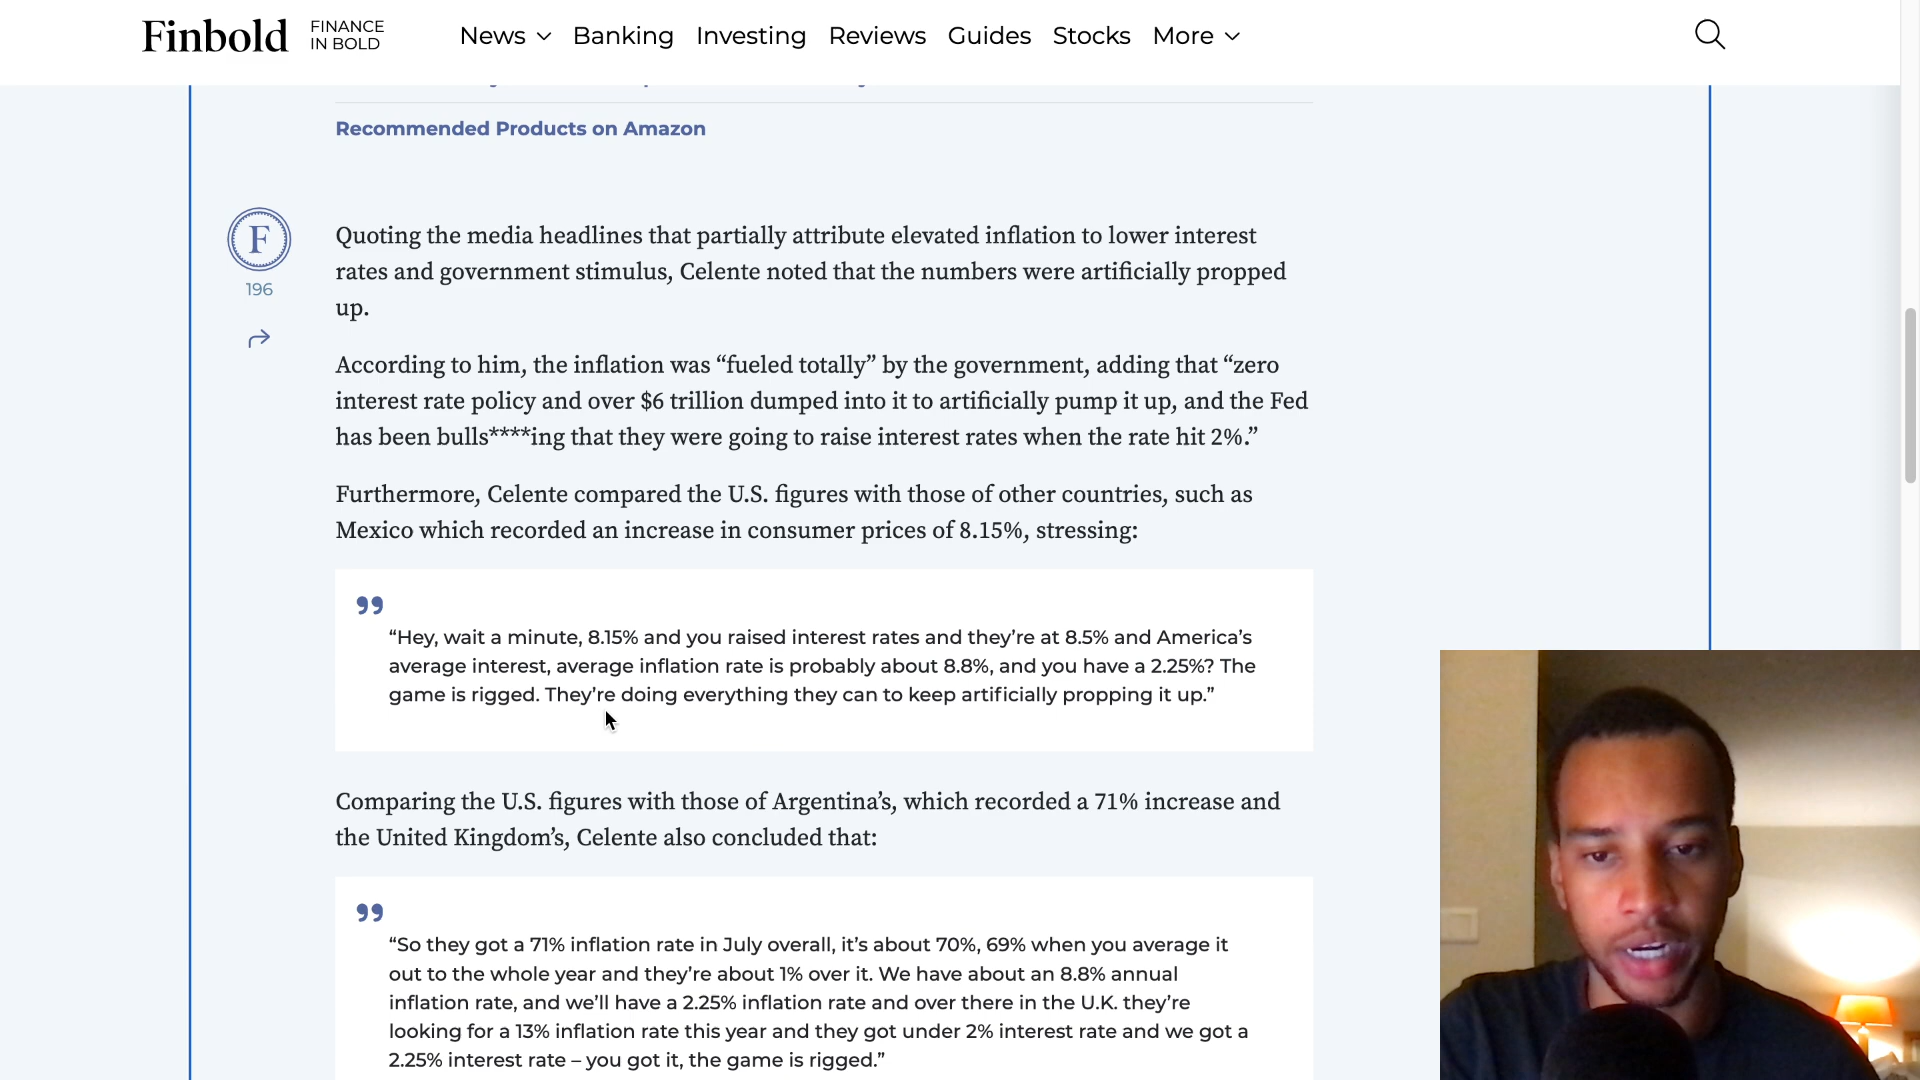 Finbold FINANCE
IN BOLD
News Banking Investing Reviews Guides Stocks More
Recommended Products on Amazon
F
196
Quoting the media headlines that partially attribute elevated inflation to lower interest
rates and government stimulus, Celente noted that the numbers were artificially propped
up.
According to him, the inflation was “fueled totally” by the government, adding that “zero
interest rate policy and over $6 trillion dumped into it to artificially pump it up, and the Fed
has been bulls****ing that they were going to raise interest rates when the rate hit 2%.”
Furthermore, Celente compared the U.S. figures with those of other countries, such as
Mexico which recorded an increase in consumer prices of 8.15%, stressing:
“Hey, wait a minute, 8.15% and you raised interest rates and they’re at 8.5% and America’s
average interest, average inflation rate is probably about 8.8%, and you have a 2.25%? The
game is rigged. They’re doing everything they can to keep artificially propping it up.”
Comparing the U.S. figures with those of Argentina’s, which recorded a 71% increase and
the United Kingdom’s, Celente also concluded that:
“So they got a 71% inflation rate in July overall, it’s about 70%, 69% when you average it
out to the whole year and they’re about 1% over it. We have about an 8.8% annual
inflation rate, and we’ll have a 2.25% inflation rate and over there in the U.K. they’re
looking for a 13% inflation rate this year and they got under 2% interest rate and we got a
2.25% interest rate – you got it, the game is rigged.”